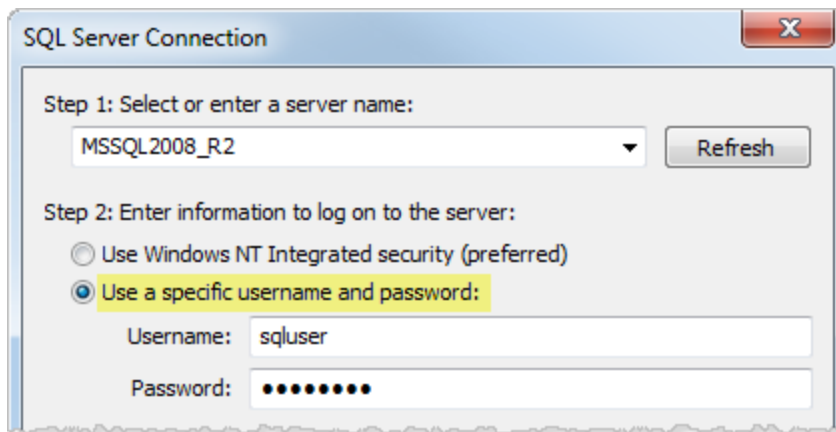 SQL Server Connection
Step 1: Select or enter a server name:
MSSQL2008_R2
Refresh
Step 2: Enter information to log on to the server:
Use Windows NT Integrated security (preferred)
Use a specific username and password:
Username: sqluser
Password: ●●●●●●●●